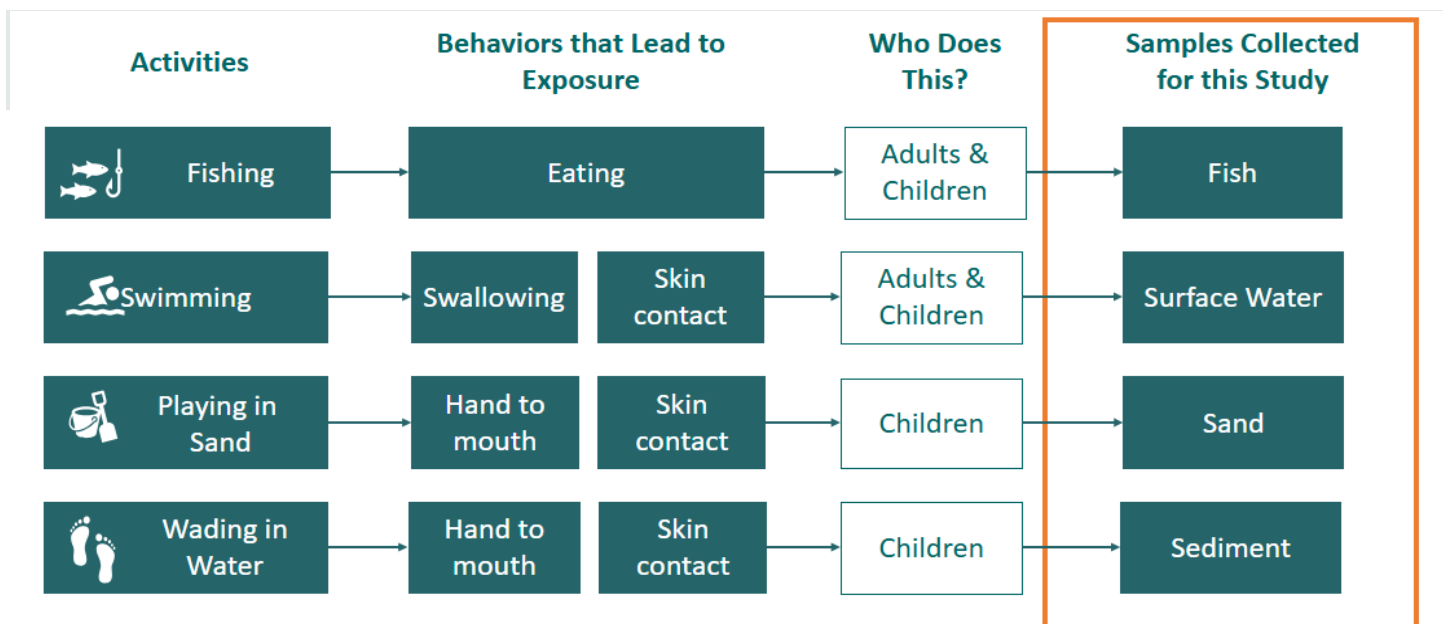 Activities
Behaviors that Lead to
Exposure
Who Does
This?
Samples Collected
for this Study
Fishing
Eating
Adults &
Children
Fish
Swimming
Swallowing
Skin
contact
Adults &
Children
Surface Water
Playing in
Sand
Hand to
mouth
Skin
contact
Children
Sand
Wading in
Water
Hand to
mouth
Skin
contact
Children
Sediment